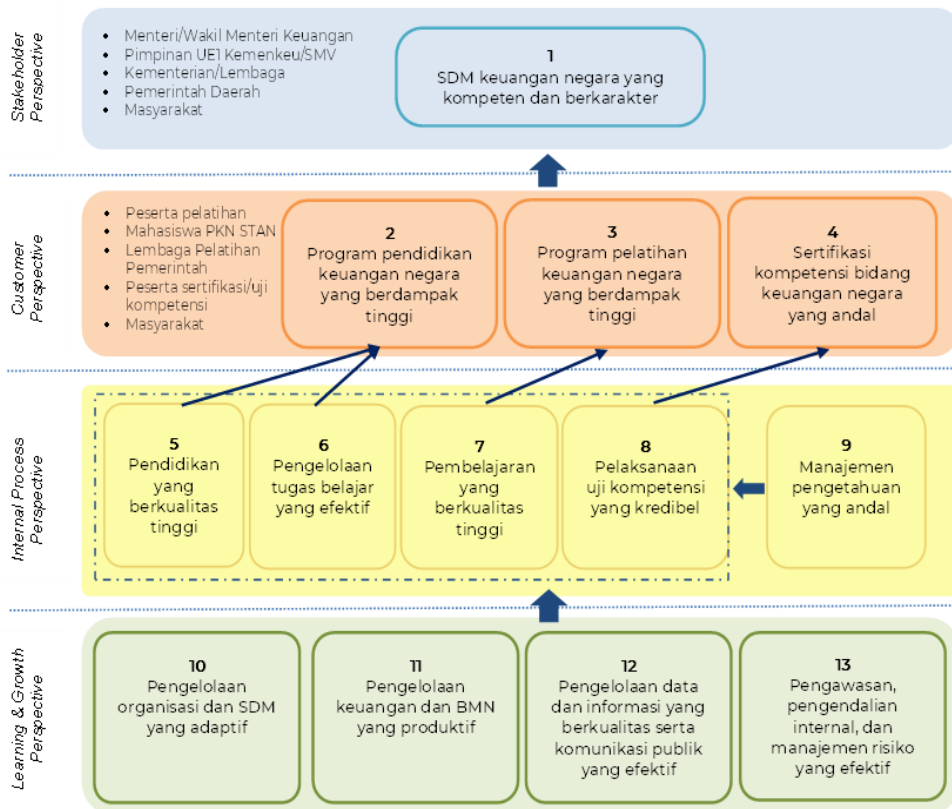 Stakeholder
Perspective
• Menteri/Wakil Menteri Keuangan
• Pimpinan UE1 Kemenkeu/SMV
• Kementerian/Lembaga
• Pemerintah Daerah
• Masyarakat
1
SDM keuangan negara yang
kompeten dan berkarakter
Customer
Perspective
• Peserta pelatihan
• Mahasiswa PKN STAN
• Lembaga Pelatihan
Pemerintah
• Peserta sertifikasi/uji
kompetensi
• Masyarakat
2
Program pendidikan
keuangan negara
yang berdampak
tinggi
3
Program pelatihan
keuangan negara
yang berdampak
tinggi
4
Sertifikasi
kompetensi bidang
keuangan negara
yang andal
Internal Process
Perspective
5
Pendidikan
yang
berkualitas
tinggi
6
Pengelolaan
tugas belajar
yang efektif
7
Pembelajaran
yang
berkualitas
tinggi
8
Pelaksanaan
uji kompetensi
yang kredibel
9
Manajemen
pengetahuan
yang andal
Learning & Growth
Perspective
10
Pengelolaan
organisasi dan SDM
yang adaptif
11
Pengelolaan
keuangan dan BMN
yang produktif
12
Pengelolaan data
dan informasi yang
berkualitas serta
komunikasi publik
yang efektif
13
Pengawasan,
pengendalian
internal, dan
manajemen risiko
yang efektif